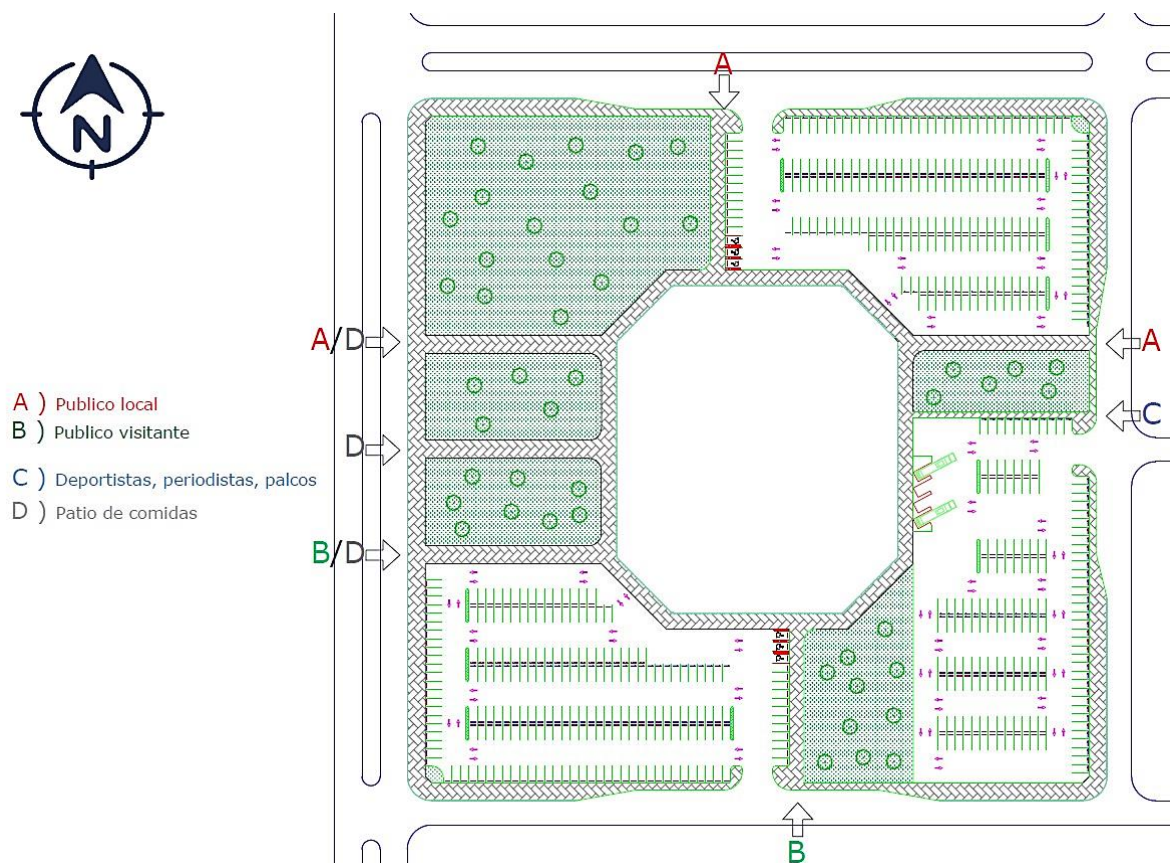 A
N
A/D
A
A ) Publico local
C
B ) Publico visitante
D
C ) Deportistas, periodistas, palcos
D ) Patio de comidas
B/D
B